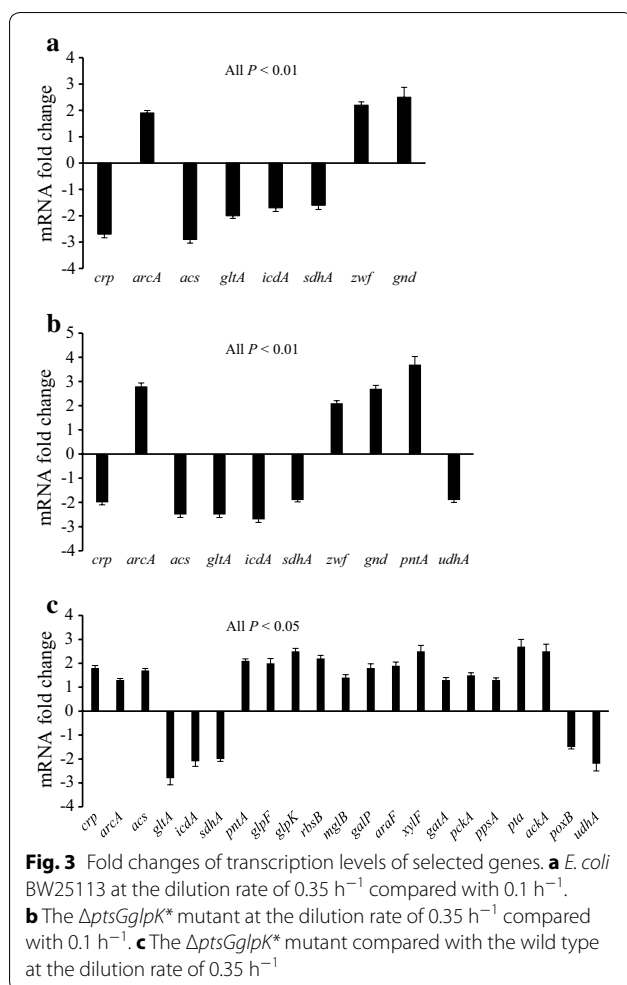 a
4
3
2
1
0
-1
-2
-3
-4
mRNA fold change
All P < 0.01
crp arcA acs gltA icdA sdhA zwf gnd
b
5
4
3
2
1
0
-1
-2
-3
-4
mRNA fold change
All P < 0.01
crp arcA acs gltA icdA sdhA zwf gnd pntA udhA
c
4
3
2
1
0
-1
-2
-3
-4
mRNA fold change
All P < 0.05
crp arcA acs gltA icdA sdhA pntA glpF glpK rbsB mglB galP araF xylF gatA pckA ppsA pta ackA poxB udhA
Fig. 3 Fold changes of transcription levels of selected genes. a E. coli
BW25113 at the dilution rate of 0.35 h−1 compared with 0.1 h−1.
b The ΔptsGglpK* mutant at the dilution rate of 0.35 h−1 compared
with 0.1 h−1. c The ΔptsGglpK* mutant compared with the wild type
at the dilution rate of 0.35 h−1